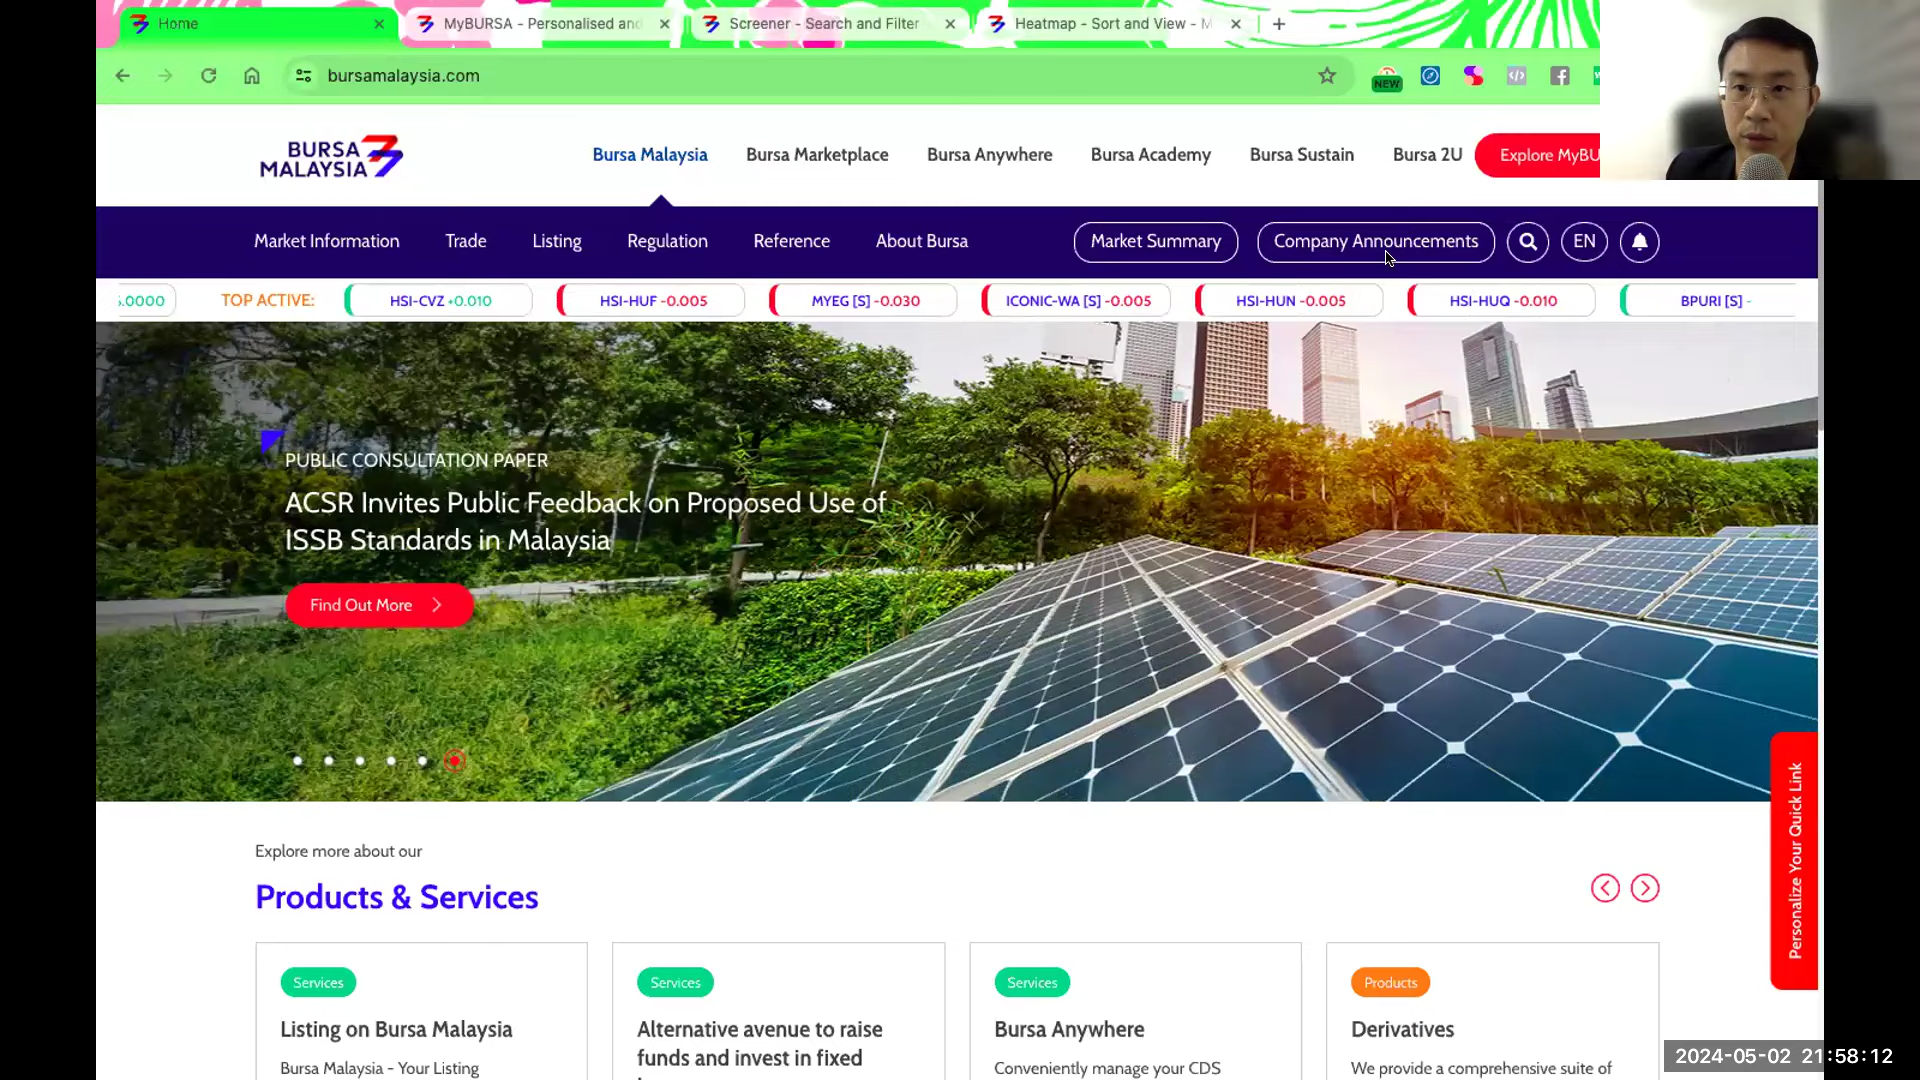 Home
MyBURSA - Personalised and
Screener - Search and Filter
Heatmap - Sort and View - M
bursamalaysia.com
NEW
BURSA
MALAYSIA
Bursa Malaysia
Bursa Marketplace
Bursa Anywhere
Bursa Academy
Bursa Sustain
Bursa 2U
Explore MyBU
Market Information
Trade
Listing
Regulation
Reference
About Bursa
Market Summary
Company Announcements
EN
.0000
TOP ACTIVE:
HSI-CVZ +0.010
HSI-HUF -0.005
MYEG [S] -0.030
ICONIC-WA [S] -0.005
HSI-HUN -0.005
HSI-HUQ -0.010
BPURI [S] -
PUBLIC CONSULTATION PAPER
ACSR Invites Public Feedback on Proposed Use of
ISSB Standards in Malaysia
Find Out More
Personalize Your Quick Link
Explore more about our
Products & Services
Services
Listing on Bursa Malaysia
Bursa Malaysia - Your Listing
Services
Alternative avenue to raise
funds and invest in fixed
Services
Bursa Anywhere
Conveniently manage your CDS
Products
Derivatives
We provide a comprehensive suite of
2024-05-02 21:58:12